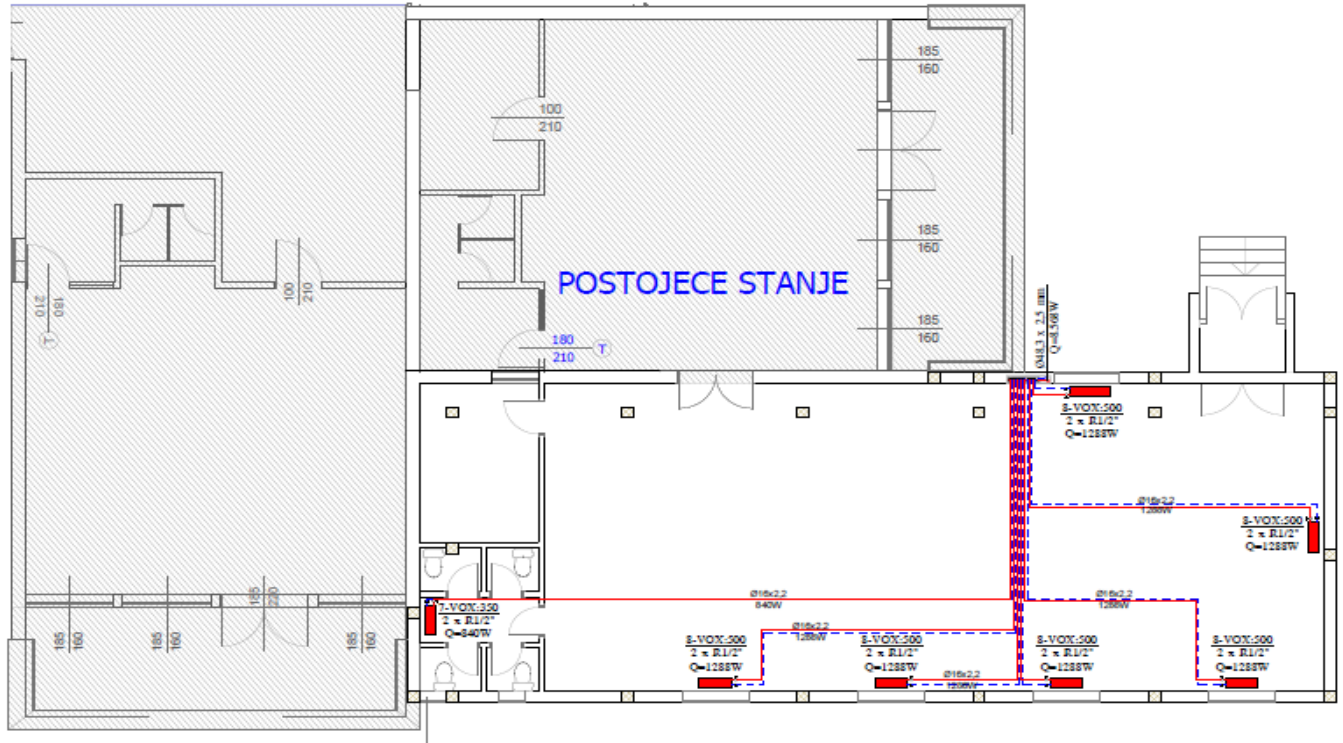 185
160
100
210
185
160
POSTOJECE STANJE
100
210
180
210
T
185
160
180
210
T
Ø48,3 x 2,5 mm
Q=8.568W
8-VOX:500
2 x R1/2"
Q=1288W
Ø16x2,2
1288W
8-VOX:500
2 x R1/2"
Q=1288W
185
220
185
160
185
160
185
160
7-VOX:350
2 x R1/2"
Q=840W
Ø16x2,2
840W
Ø16x2,2
1288W
Ø16x2,2
1288W
8-VOX:500
2 x R1/2"
Q=1288W
8-VOX:500
2 x R1/2"
Q=1288W
Ø16x2,2
1288W
8-VOX:500
2 x R1/2"
Q=1288W
8-VOX:500
2 x R1/2"
Q=1288W